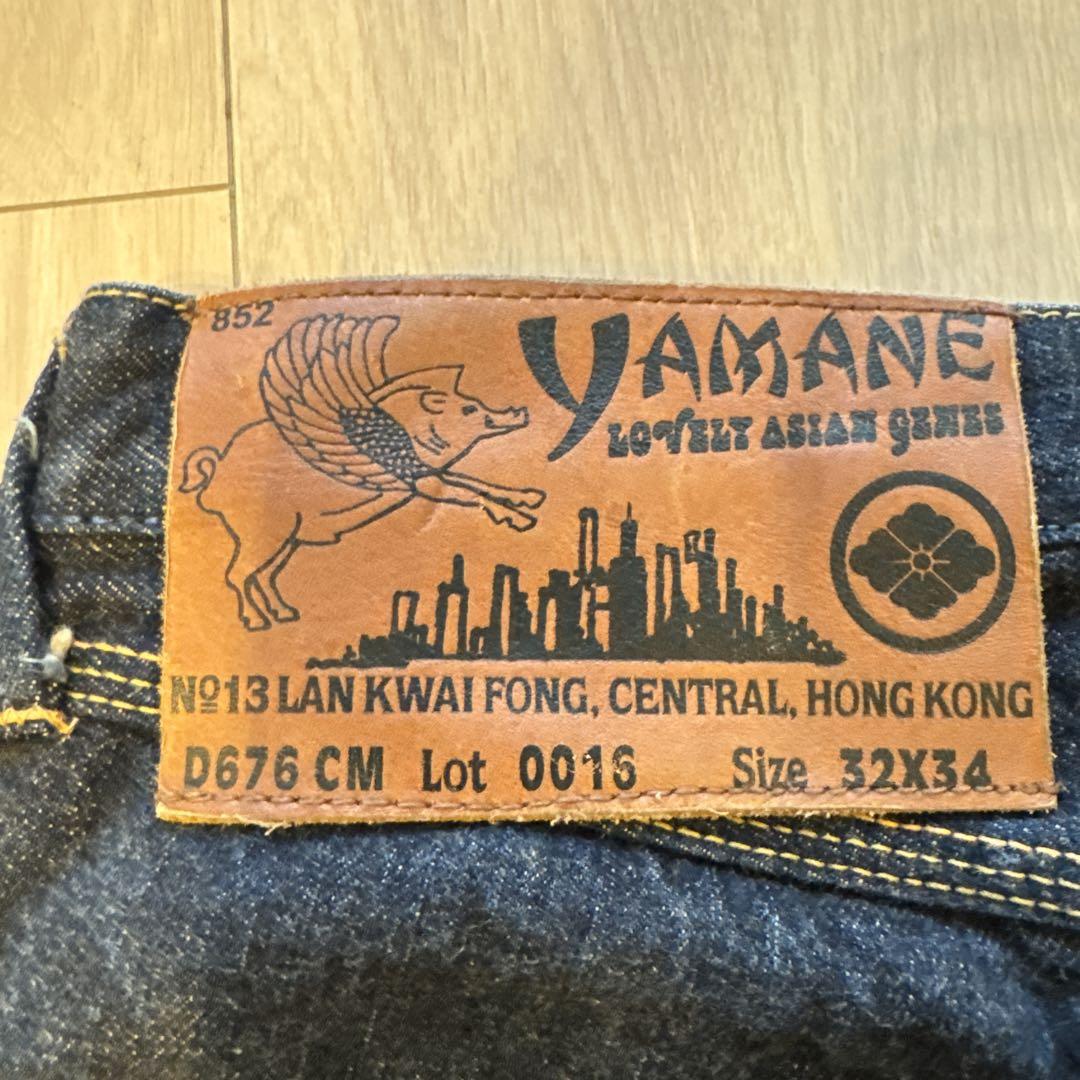 852
YAMANE
LOVELY ASIAN GENES
№13 LAN KWAI FONG, CENTRAL, HONG KONG
D676 CM Lot 0016 Size 32X34